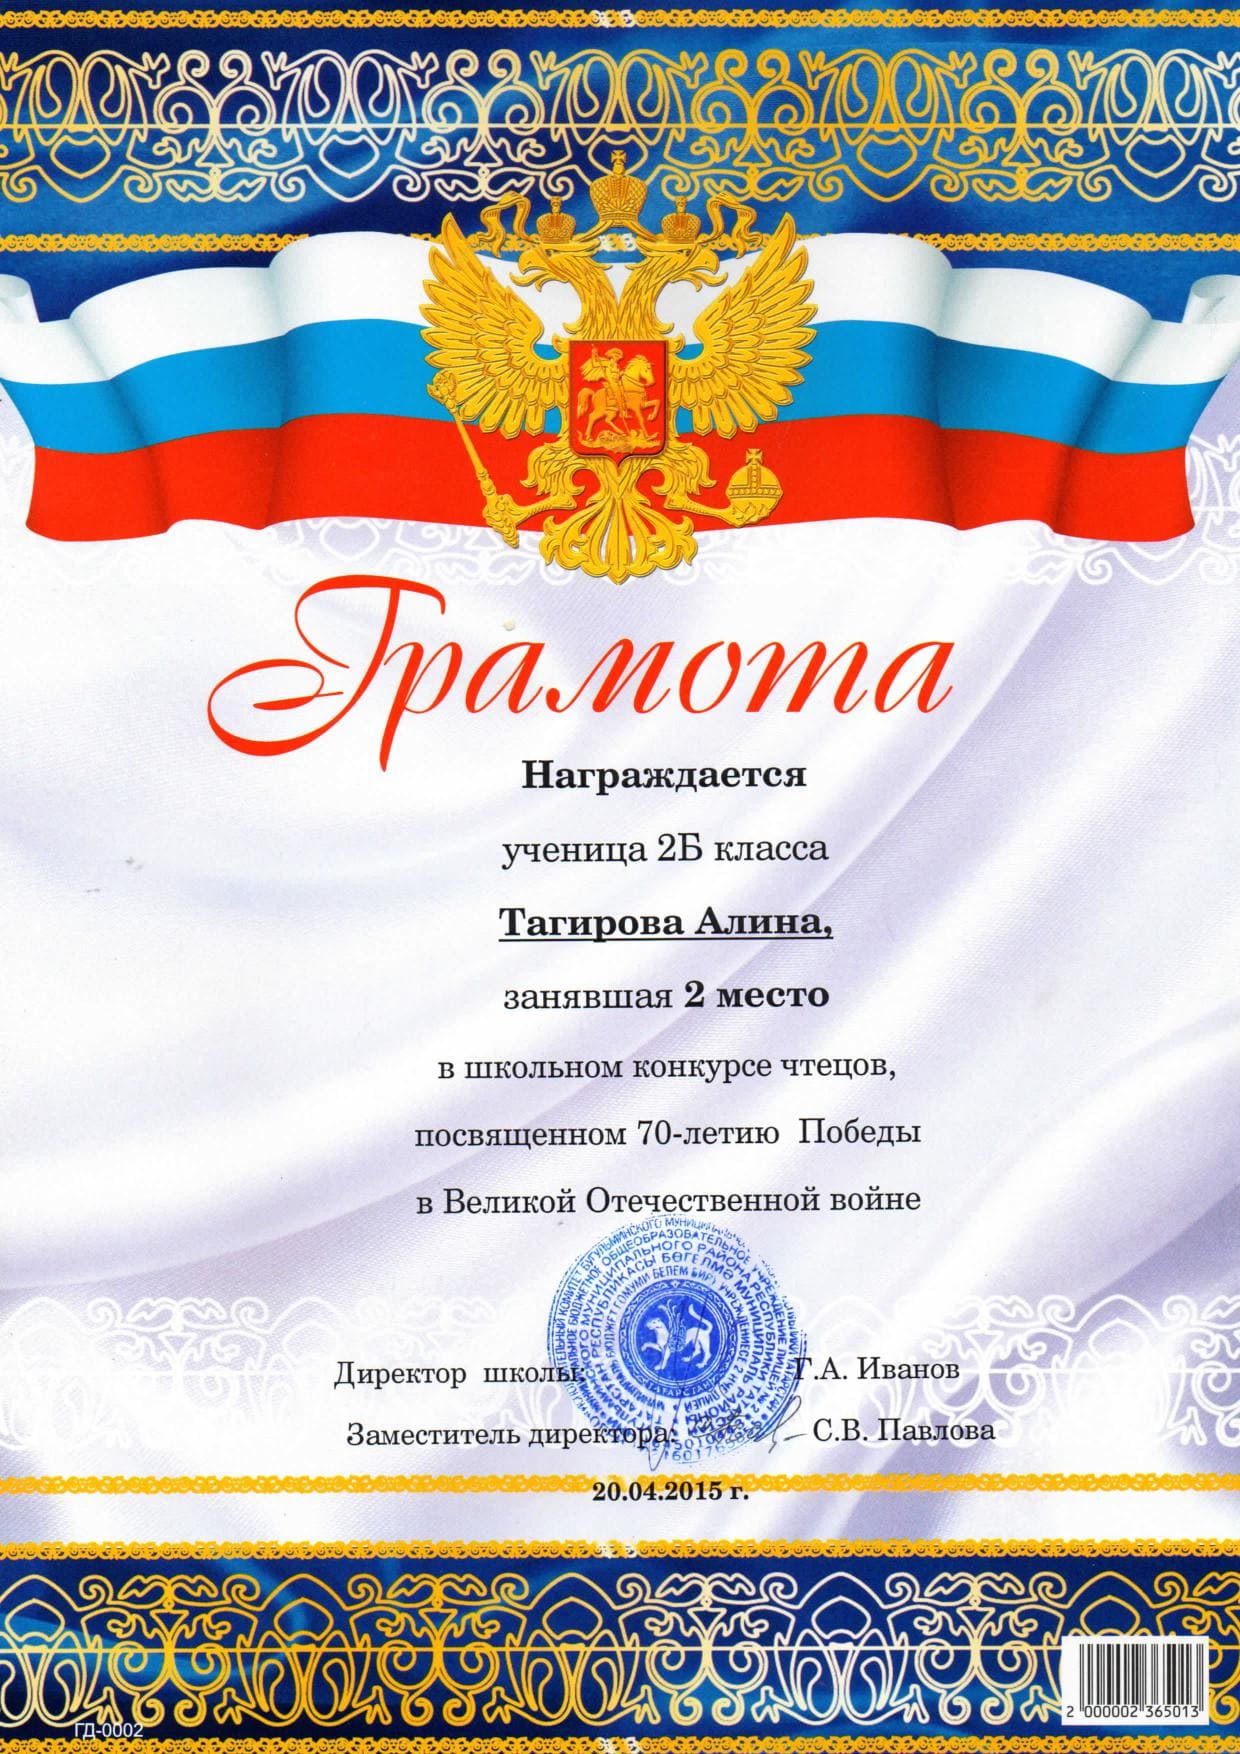 Грамота
Награждается
ученица 2Б класса
Тагирова Алина,
занявшая 2 место
в школьном конкурсе чтецов,
посвященном 70-летию Победы
в Великой Отечественной войне
Директор школы: Г.А. Иванов
Заместитель директора: С.В. Павлова
20.04.2015 г.
ГД-0002
2 000002 365013